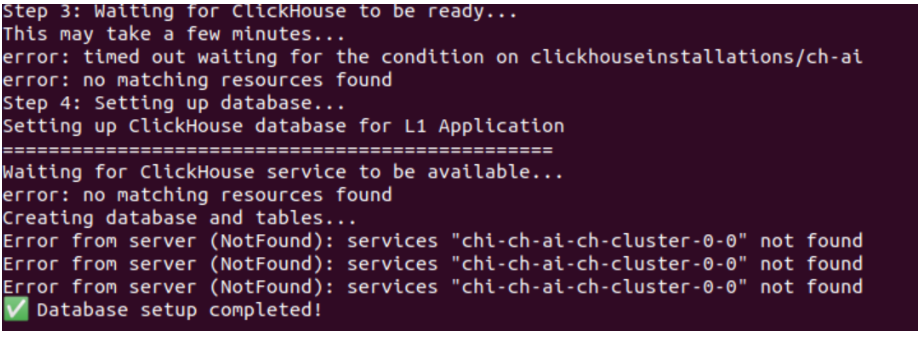 Step 3: Waiting for ClickHouse to be ready...
This may take a few minutes...
error: timed out waiting for the condition on clickhouseinstallations/ch-ai
error: no matching resources found
Step 4: Setting up database...
Setting up ClickHouse database for L1 Application
================================================
Waiting for ClickHouse service to be available...
error: no matching resources found
Creating database and tables...
Error from server (NotFound): services "chi-ch-ai-ch-cluster-0-0" not found
Error from server (NotFound): services "chi-ch-ai-ch-cluster-0-0" not found
Error from server (NotFound): services "chi-ch-ai-ch-cluster-0-0" not found
✅ Database setup completed!